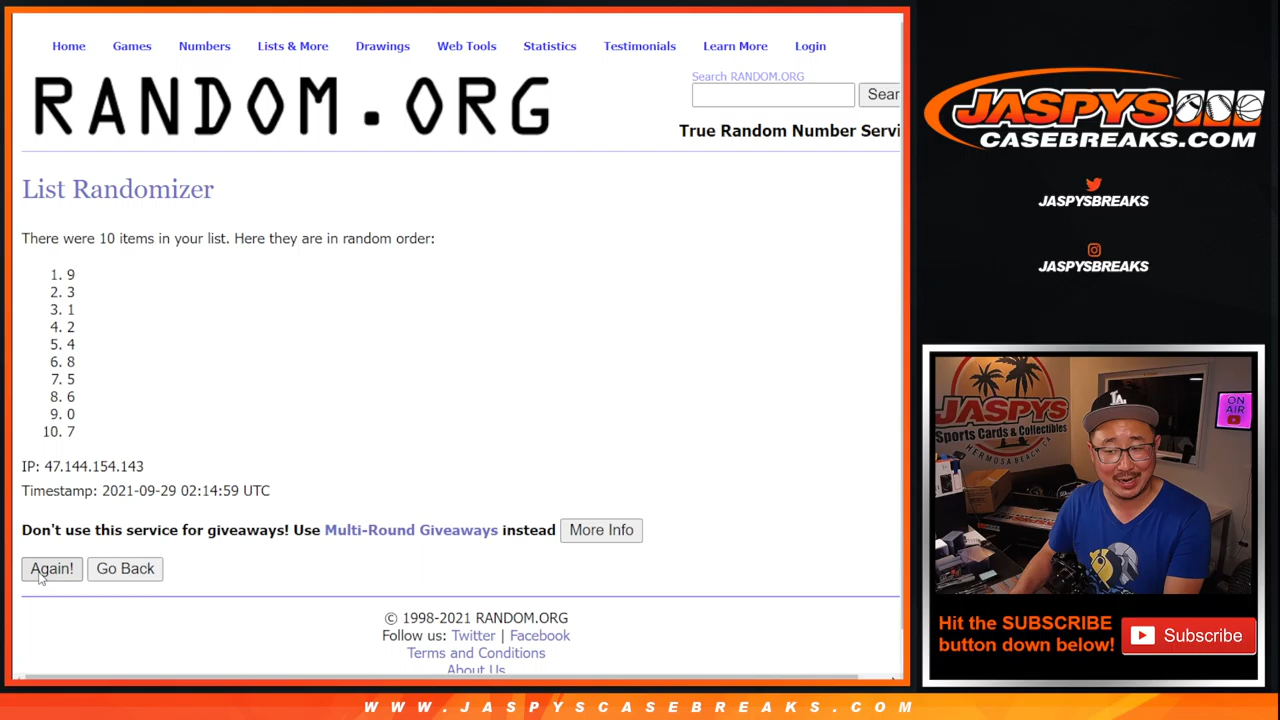 Home Games Numbers Lists & More Drawings Web Tools Statistics Testimonials Learn More Login
RANDOM.ORG
Search RANDOM.ORG
Sear
True Random Number Servi
List Randomizer
There were 10 items in your list. Here they are in random order:
1. 9
2. 3
3. 1
4. 2
5. 4
6. 8
7. 5
8. 6
9. 0
10. 7
IP: 47.144.154.143
Timestamp: 2021-09-29 02:14:59 UTC
Don't use this service for giveaways! Use Multi-Round Giveaways instead More Info
Again! Go Back
© 1998-2021 RANDOM.ORG
Follow us: Twitter | Facebook
Terms and Conditions
About Us
JASPYS
CASEBREAKS.COM
JASPYSBREAKS
JASPYSBREAKS
JASPYS
Sports Cards & Collectibles
HERMOSA BEACH CA
ON
AIR
LA
Hit the SUBSCRIBE
button down below!
Subscribe
WWW.JASPYSCASEBREAKS.COM